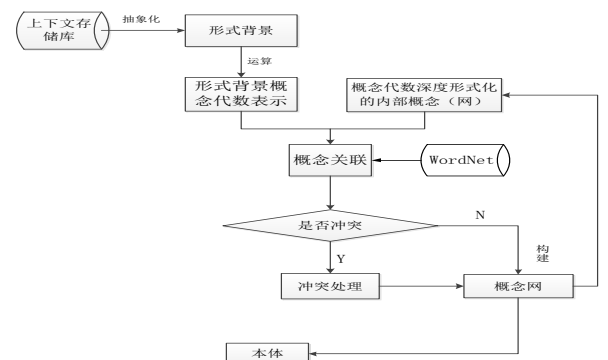 上下文存
储库
抽象化
形式背景
运算
形式背景概
念代数表示
概念代数深度形式化
的内部概念（网）
概念关联
WordNet
是否冲突
N
Y
构
建
冲突处理
概念网
本体